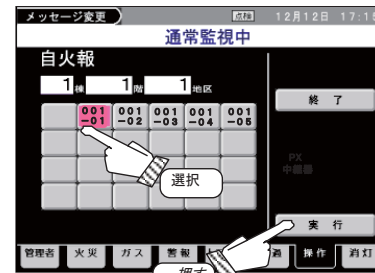 メッセージ変更
点検
12月12日 17:15
通常監視中
自火報
1棟 1階 1地区
001-01 001-02 001-03 001-04 001-05
終 了
選択
PX
中継器
実 行
管理者 火災 ガス 警報 操作 消灯
押す